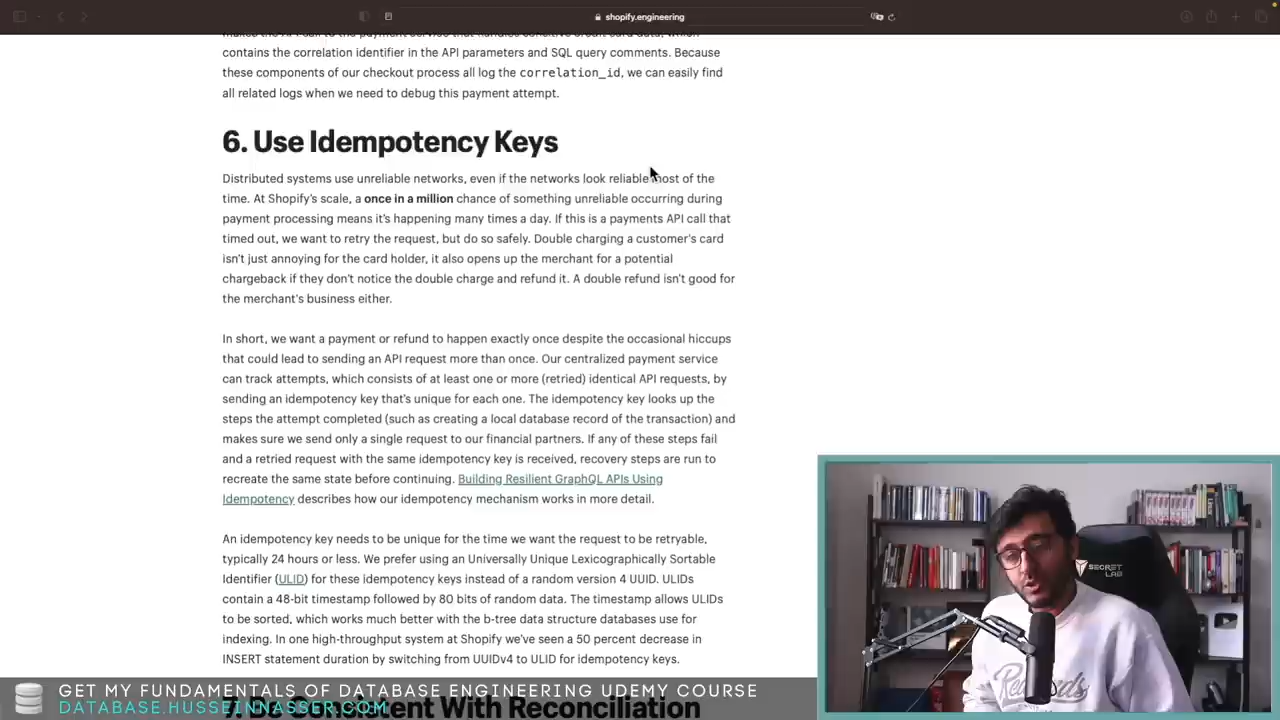 shopify.engineering
contains the correlation identifier in the API parameters and SQL query comments. Because
these components of our checkout process all log the correlation_id, we can easily find
all related logs when we need to debug this payment attempt.
6. Use Idempotency Keys
Distributed systems use unreliable networks, even if the networks look reliable most of the
time. At Shopify's scale, a once in a million chance of something unreliable occurring during
payment processing means it's happening many times a day. If this is a payments API call that
timed out, we want to retry the request, but do so safely. Double charging a customer's card
isn't just annoying for the card holder, it also opens up the merchant for a potential
chargeback if they don't notice the double charge and refund it. A double refund isn't good for
the merchant's business either.
In short, we want a payment or refund to happen exactly once despite the occasional hiccups
that could lead to sending an API request more than once. Our centralized payment service
can track attempts, which consists of at least one or more (retried) identical API requests, by
sending an idempotency key that's unique for each one. The idempotency key looks up the
steps the attempt completed (such as creating a local database record of the transaction) and
makes sure we send only a single request to our financial partners. If any of these steps fail
and a retried request with the same idempotency key is received, recovery steps are run to
recreate the same state before continuing. Building Resilient GraphQL APIs Using
Idempotency describes how our idempotency mechanism works in more detail.
An idempotency key needs to be unique for the time we want the request to be retryable,
typically 24 hours or less. We prefer using an Universally Unique Lexicographically Sortable
Identifier (ULID) for these idempotency keys instead of a random version 4 UUID. ULIDs
contain a 48-bit timestamp followed by 80 bits of random data. The timestamp allows ULIDs
to be sorted, which works much better with the b-tree data structure databases use for
indexing. In one high-throughput system at Shopify we've seen a 50 percent decrease in
INSERT statement duration by switching from UUIDv4 to ULID for idempotency keys.
SECRET
LAB
GET MY FUNDAMENTALS OF DATABASE ENGINEERING UDEMY COURSE
DATABASE.HUSSEINNASSER.COM
With Reconciliation